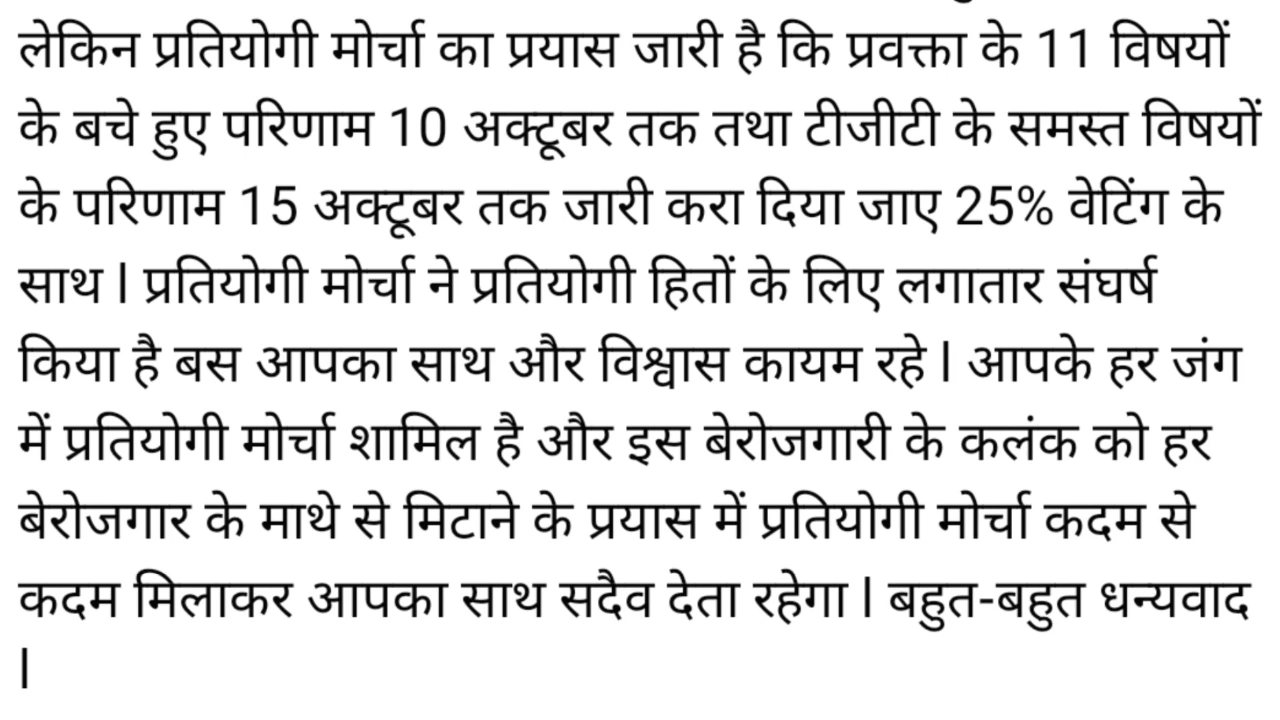 लेकिन प्रतियोगी मोर्चा का प्रयास जारी है कि प्रवक्ता के 11 विषयों
के बचे हुए परिणाम 10 अक्टूबर तक तथा टीजीटी के समस्त विषयों
के परिणाम 15 अक्टूबर तक जारी करा दिया जाए 25% वेटिंग के
साथ | प्रतियोगी मोर्चा ने प्रतियोगी हितों के लिए लगातार संघर्ष
किया है बस आपका साथ और विश्वास कायम रहे | आपके हर जंग
में प्रतियोगी मोर्चा शामिल है और इस बेरोजगारी के कलंक को हर
बेरोजगार के माथे से मिटाने के प्रयास में प्रतियोगी मोर्चा कदम से
कदम मिलाकर आपका साथ सदैव देता रहेगा | बहुत-बहुत धन्यवाद
|